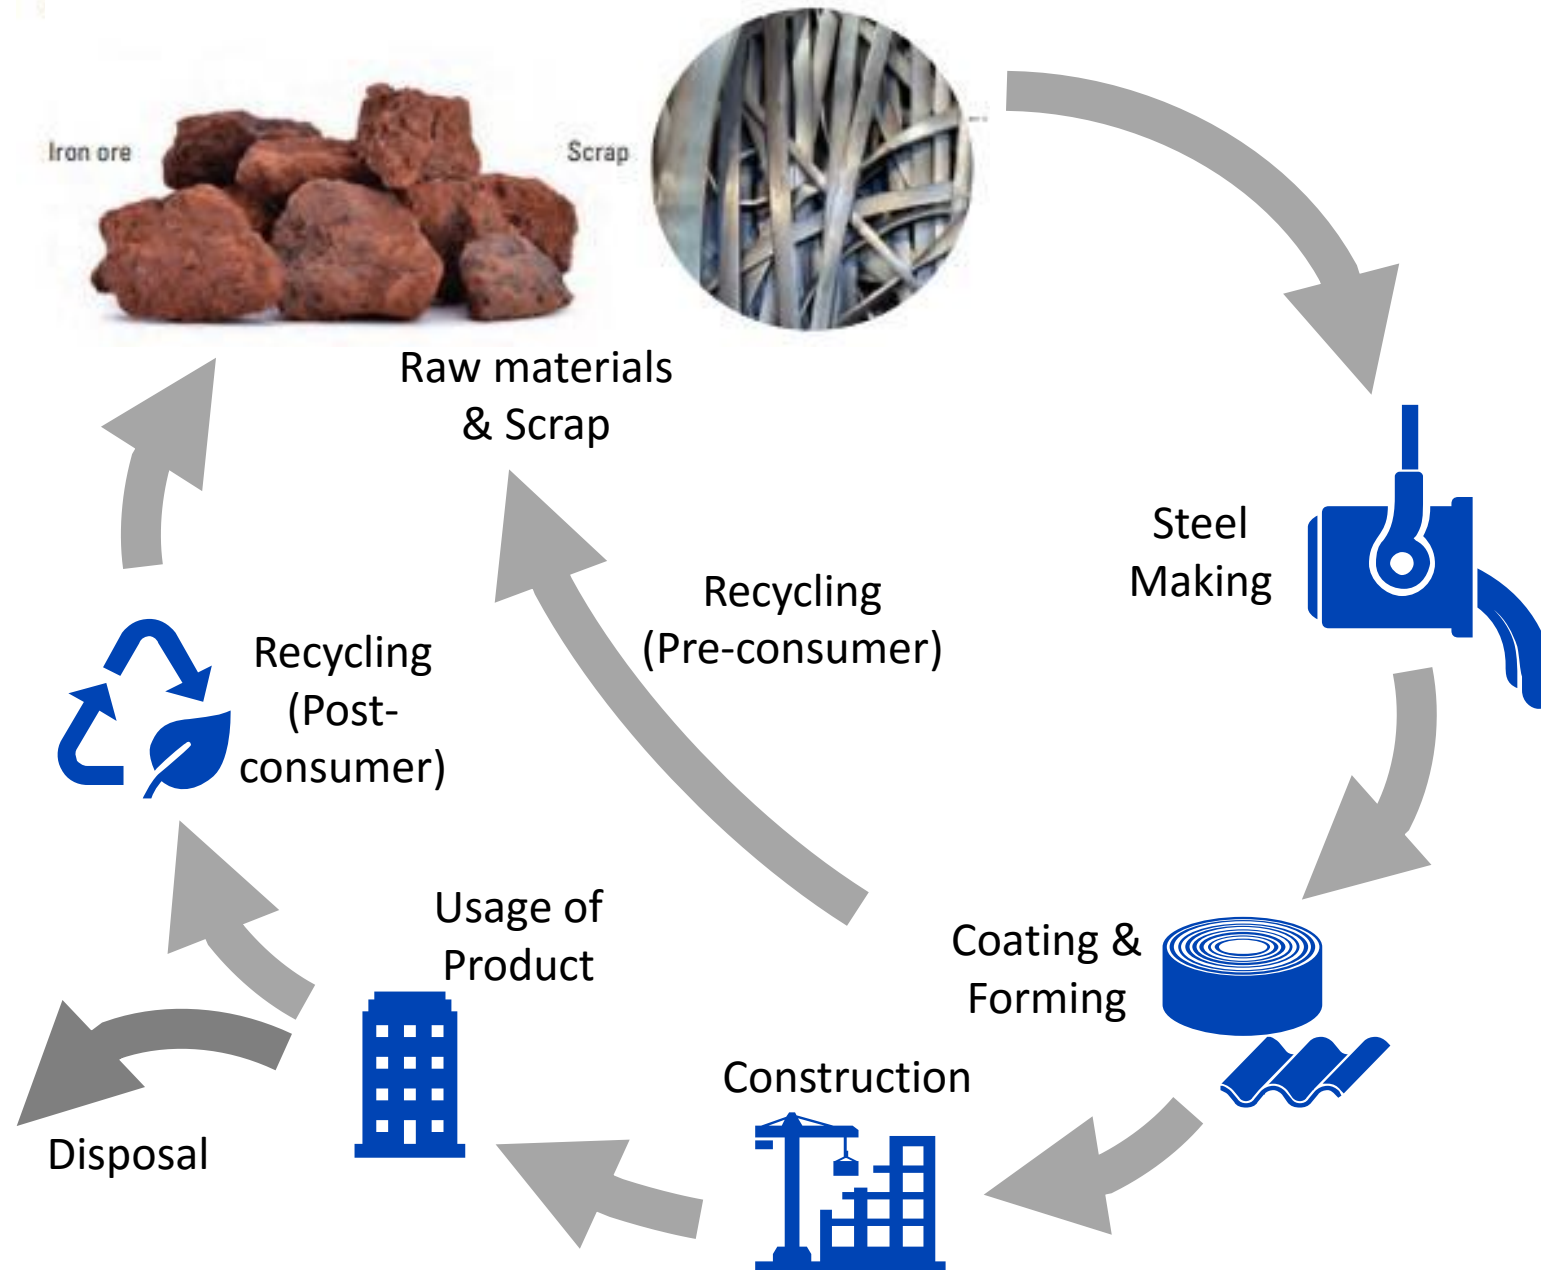 Iron ore
Scrap
Raw materials
& Scrap
Steel
Making
Recycling
(Pre-consumer)
Recycling
(Post-
consumer)
Usage of
Product
Coating &
Forming
Construction
Disposal